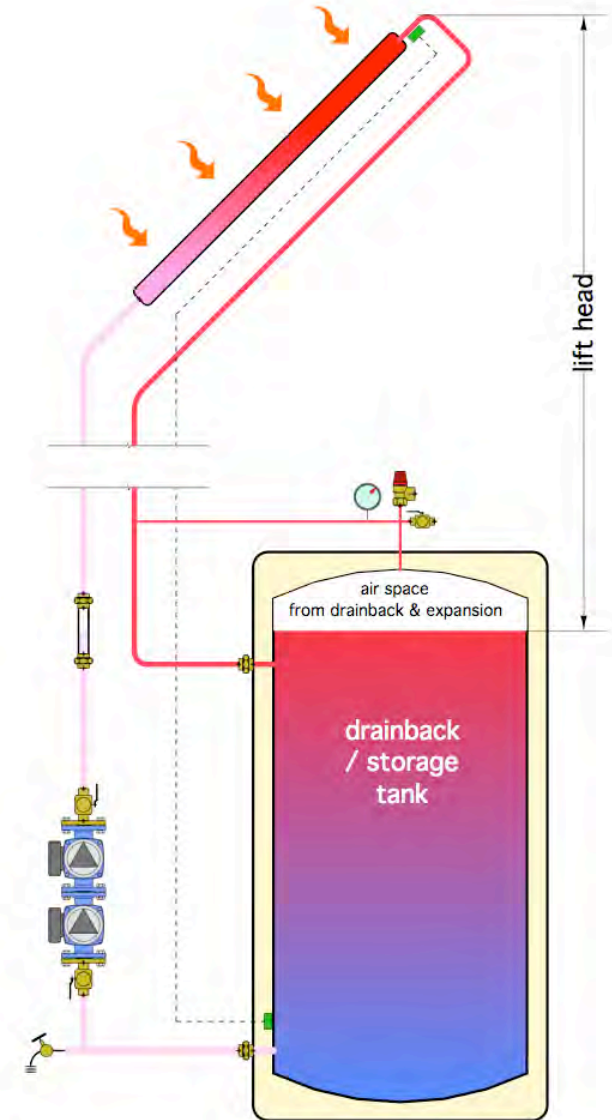 lift head
air space
from drainback & expansion
drainback
/ storage
tank